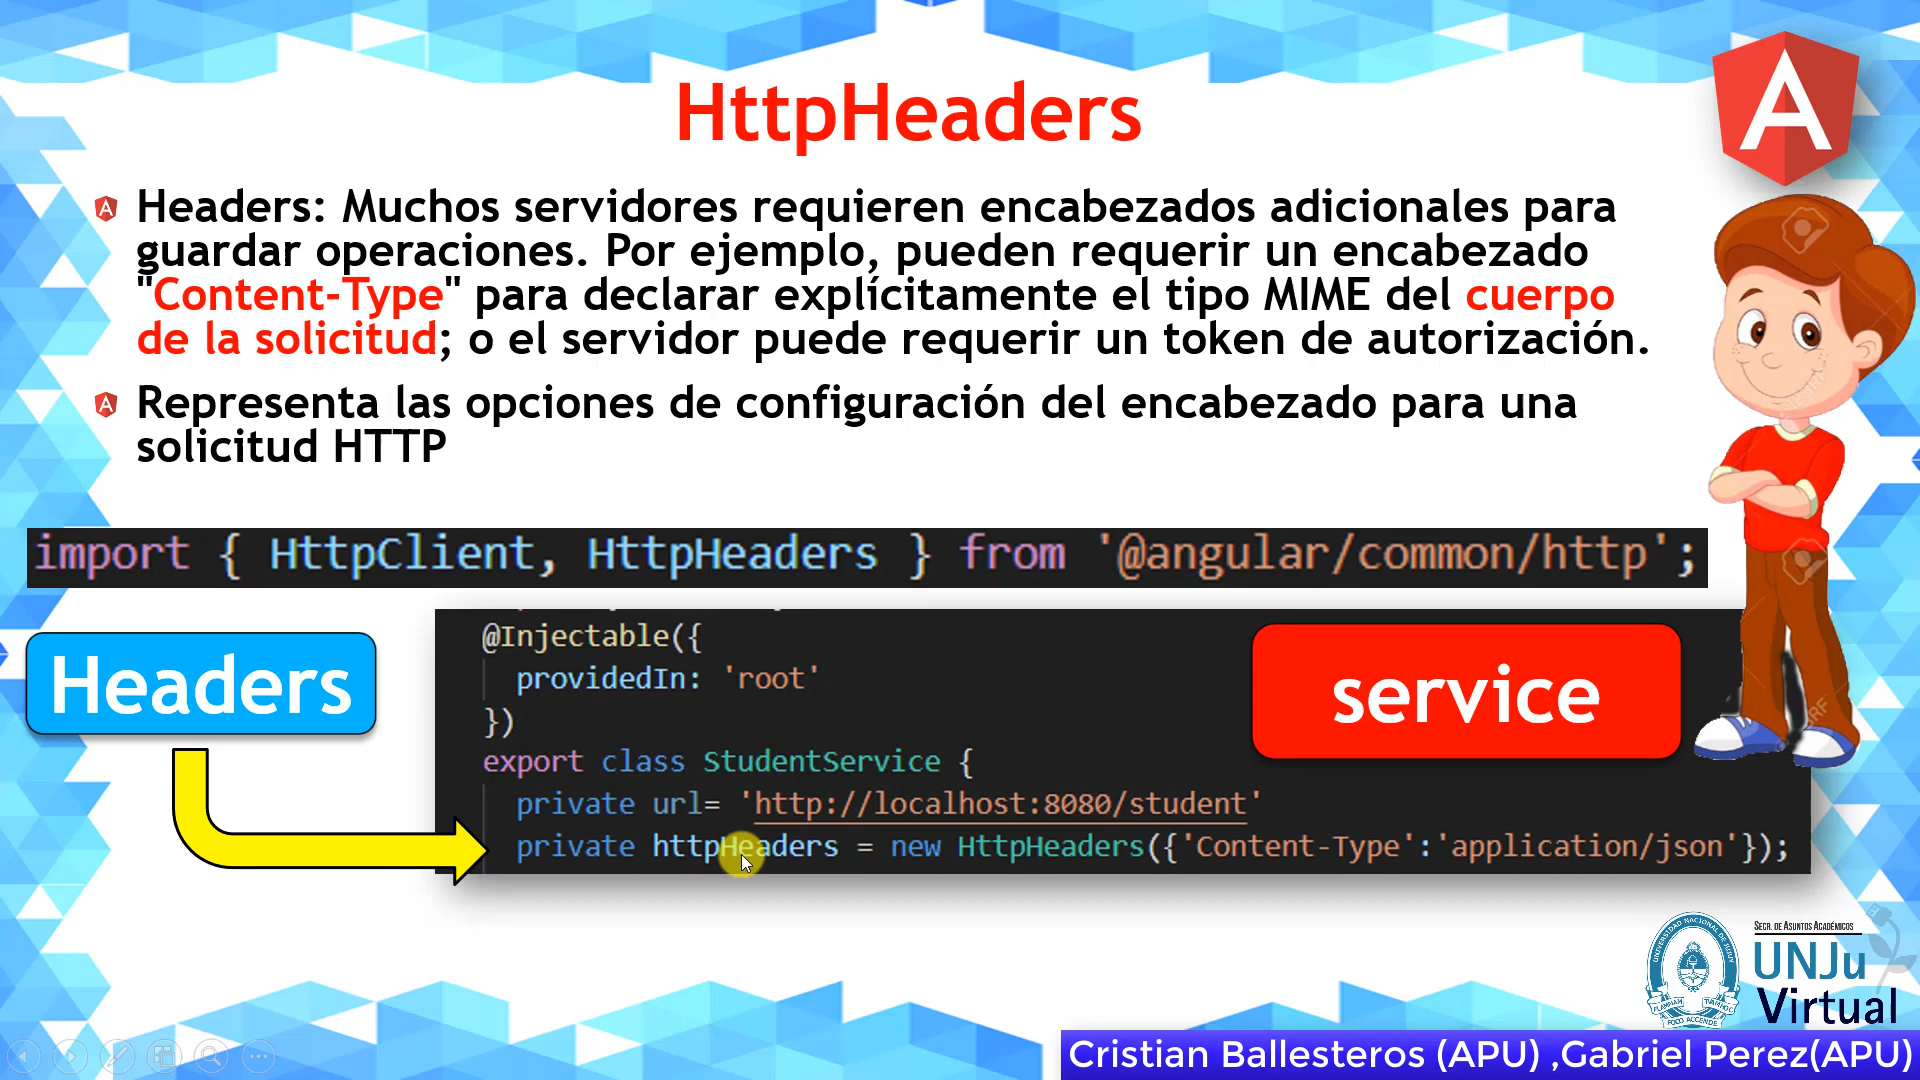 HttpHeaders
Headers: Muchos servidores requieren encabezados adicionales para
guardar operaciones. Por ejemplo, pueden requerir un encabezado
"Content-Type" para declarar explícitamente el tipo MIME del cuerpo
de la solicitud; o el servidor puede requerir un token de autorización.
Representa las opciones de configuración del encabezado para una
solicitud HTTP
import { HttpClient, HttpHeaders } from '@angular/common/http';
Headers
service
@Injectable({
providedIn: 'root'
})
export class StudentService {
private url= 'http://localhost:8080/student'
private httpHeaders = new HttpHeaders({'Content-Type':'application/json'});
UNIVERSIDAD NACIONAL DE JUJUY
SECR. DE ASUNTOS ACADÉMICOS
UNJu
Virtual
Cristian Ballesteros (APU) ,Gabriel Perez(APU)